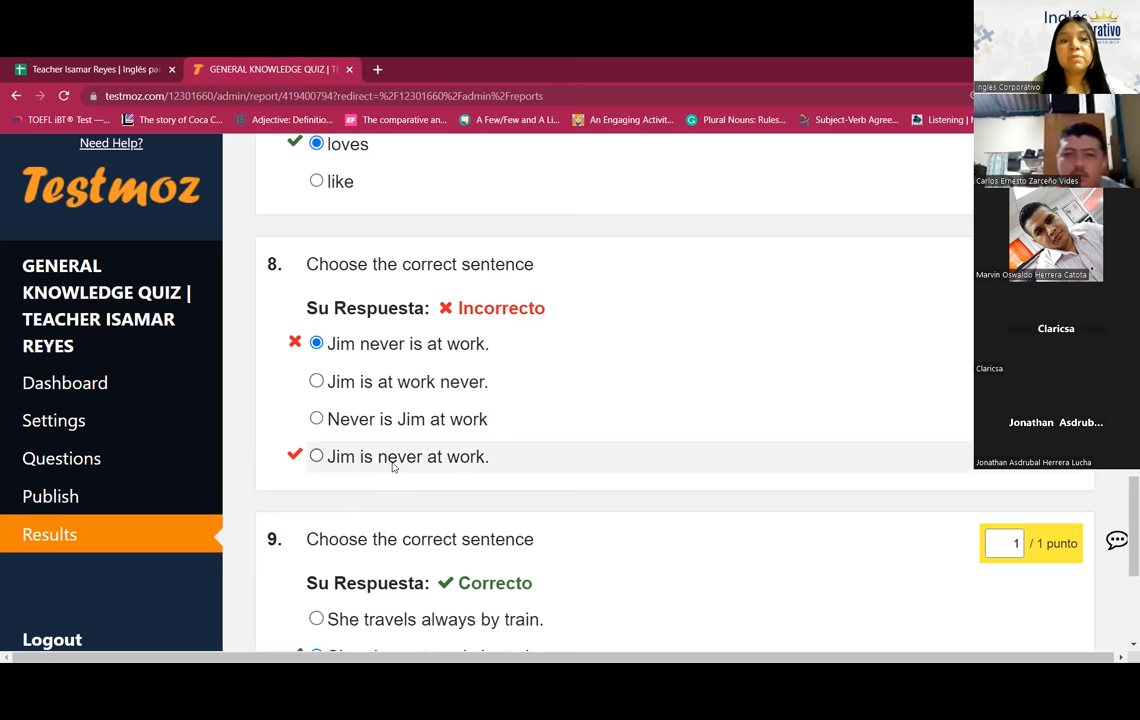 Teacher Isamar Reyes | Inglés pa
GENERAL KNOWLEDGE QUIZ | T
testmoz.com/12301660/admin/report/419400794?redirect=%2F12301660%2Fadmin%2Freports
TOEFL iBT® Test —...
The story of Coca C...
Adjective: Definitio...
The comparative an...
A Few/Few and A Li...
An Engaging Activit...
Plural Nouns: Rules...
Subject-Verb Agree...
Listening |
Need Help?
Testmoz
GENERAL
KNOWLEDGE QUIZ |
TEACHER ISAMAR
REYES
Dashboard
Settings
Questions
Publish
Results
Logout
loves
like
8. Choose the correct sentence
Su Respuesta: Incorrecto
Jim never is at work.
Jim is at work never.
Never is Jim at work
Jim is never at work.
9. Choose the correct sentence
1 / 1 punto
Su Respuesta: Correcto
She travels always by train.
Inglés
Ingles Corporativo
Carlos Ernesto Zarceño Vides
Marvin Oswaldo Herrera Catota
Claricsa
Claricsa
Jonathan Asdrub...
Jonathan Asdrubal Herrera Lucha